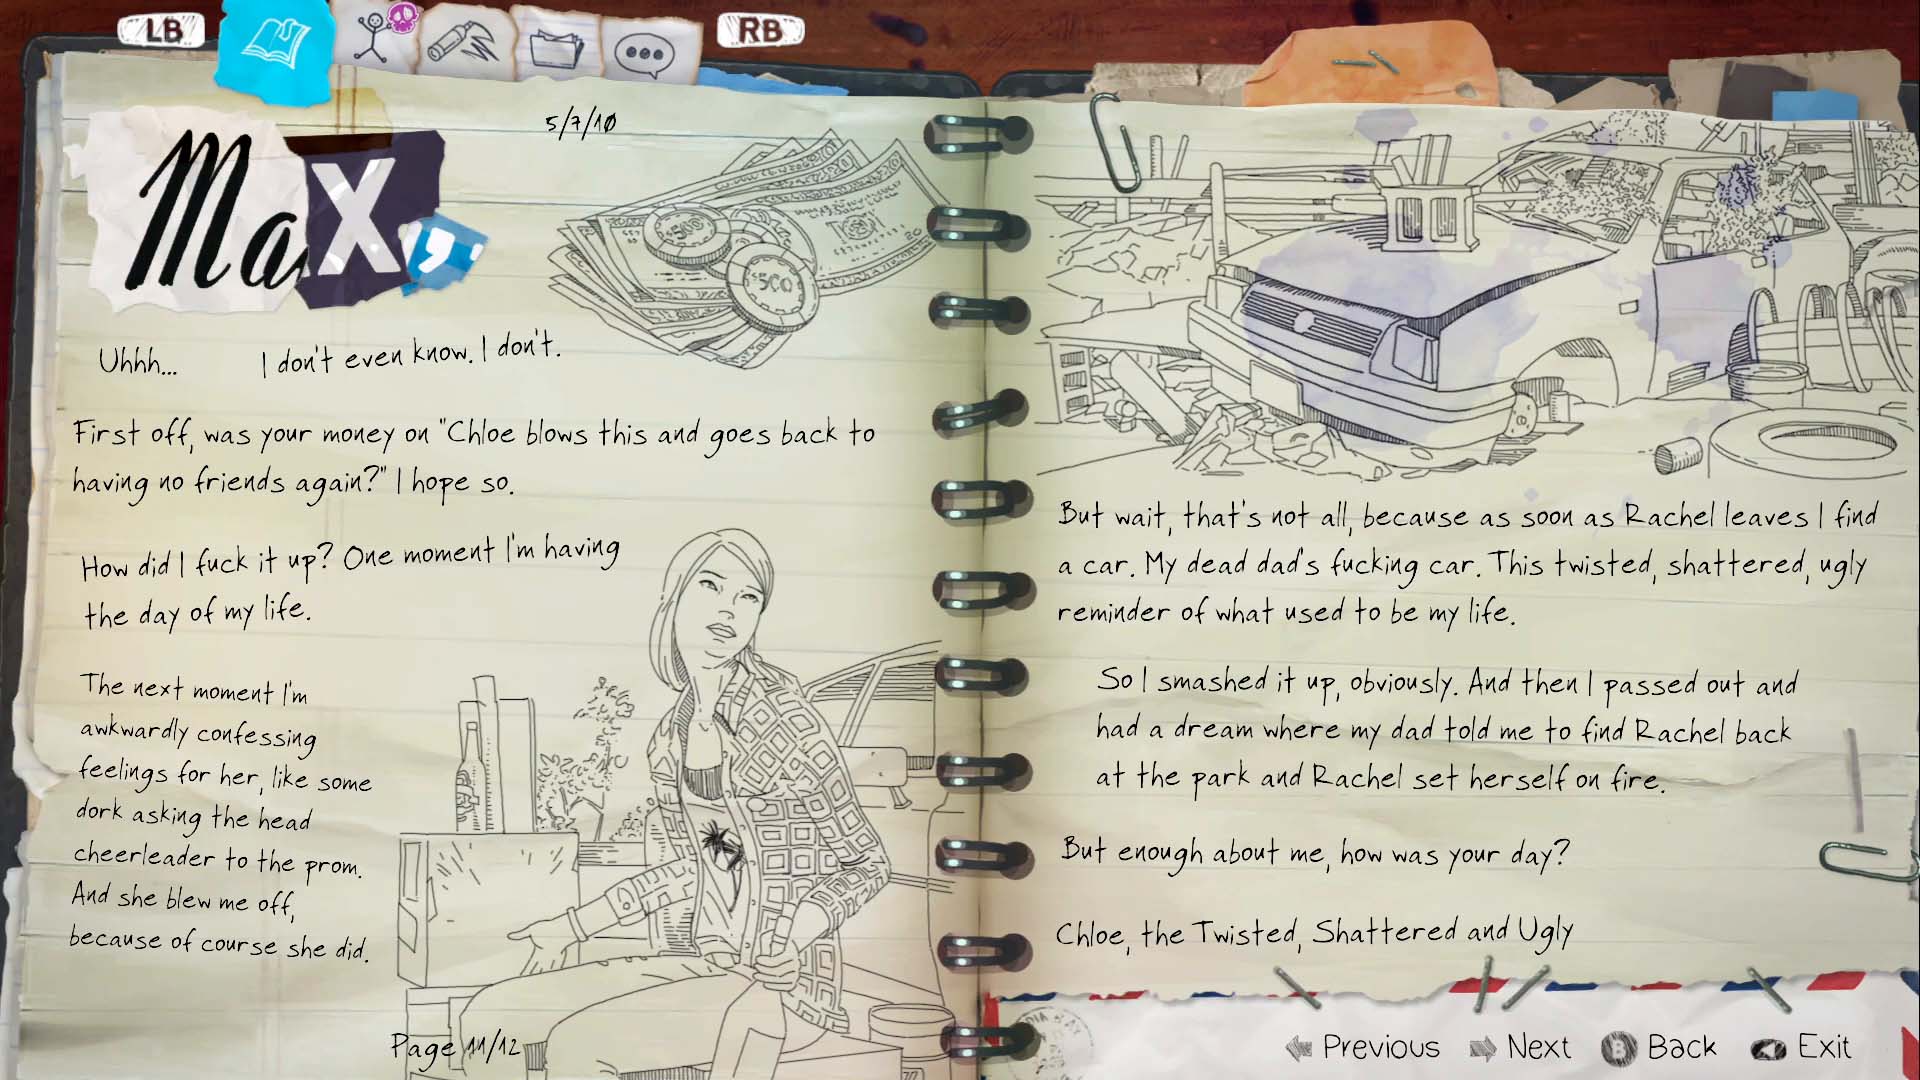 LB
RB
5/7/10
Max,
500
500
20
Uhhh... I don't even know. I don't.
First off, was your money on "Chloe blows this and goes back to
having no friends again?" I hope so.
How did I fuck it up? One moment I'm having
the day of my life.
The next moment I'm
awkwardly confessing
feelings for her, like some
dork asking the head
cheerleader to the prom.
And she blew me off,
because of course she did.
Page 11/12
But wait, that's not all, because as soon as Rachel leaves I find
a car. My dead dad's fucking car. This twisted, shattered, ugly
reminder of what used to be my life.
So I smashed it up, obviously. And then I passed out and
had a dream where my dad told me to find Rachel back
at the park and Rachel set herself on fire.
But enough about me, how was your day?
Chloe, the Twisted, Shattered and Ugly
Previous Next B Back Exit